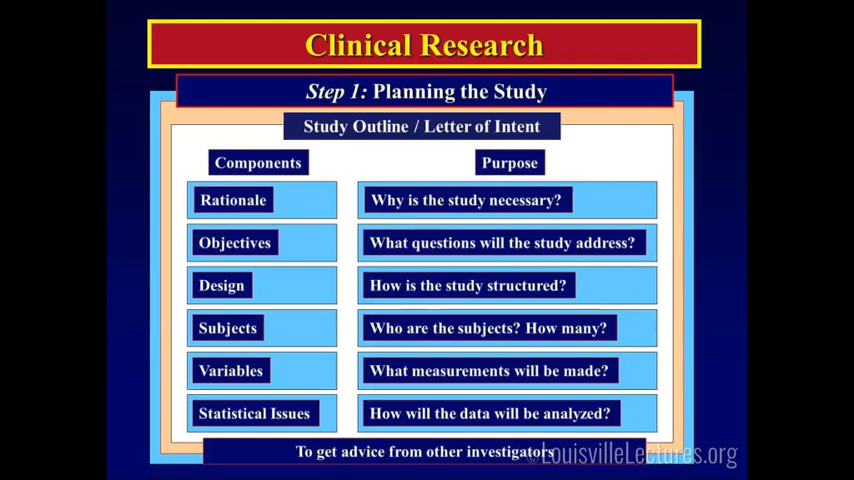 Clinical Research
Step 1: Planning the Study
Study Outline / Letter of Intent
Components Purpose
Rationale Why is the study necessary?
Objectives What questions will the study address?
Design How is the study structured?
Subjects Who are the subjects? How many?
Variables What measurements will be made?
Statistical Issues How will the data will be analyzed?
To get advice from other investigators
©LouisvilleLectures.org